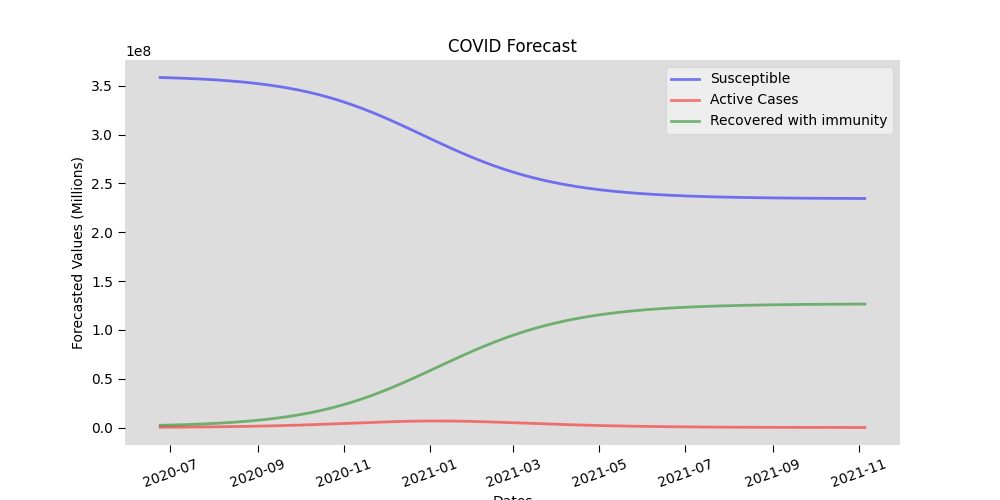 COVID Forecast
1e8
Susceptible
Active Cases
Recovered with immunity
Forecasted Values (Millions)
3.5
3.0
2.5
2.0
1.5
1.0
0.5
0.0
2020-07
2020-09
2020-11
2021-01
2021-03
2021-05
2021-07
2021-09
2021-11
Dates